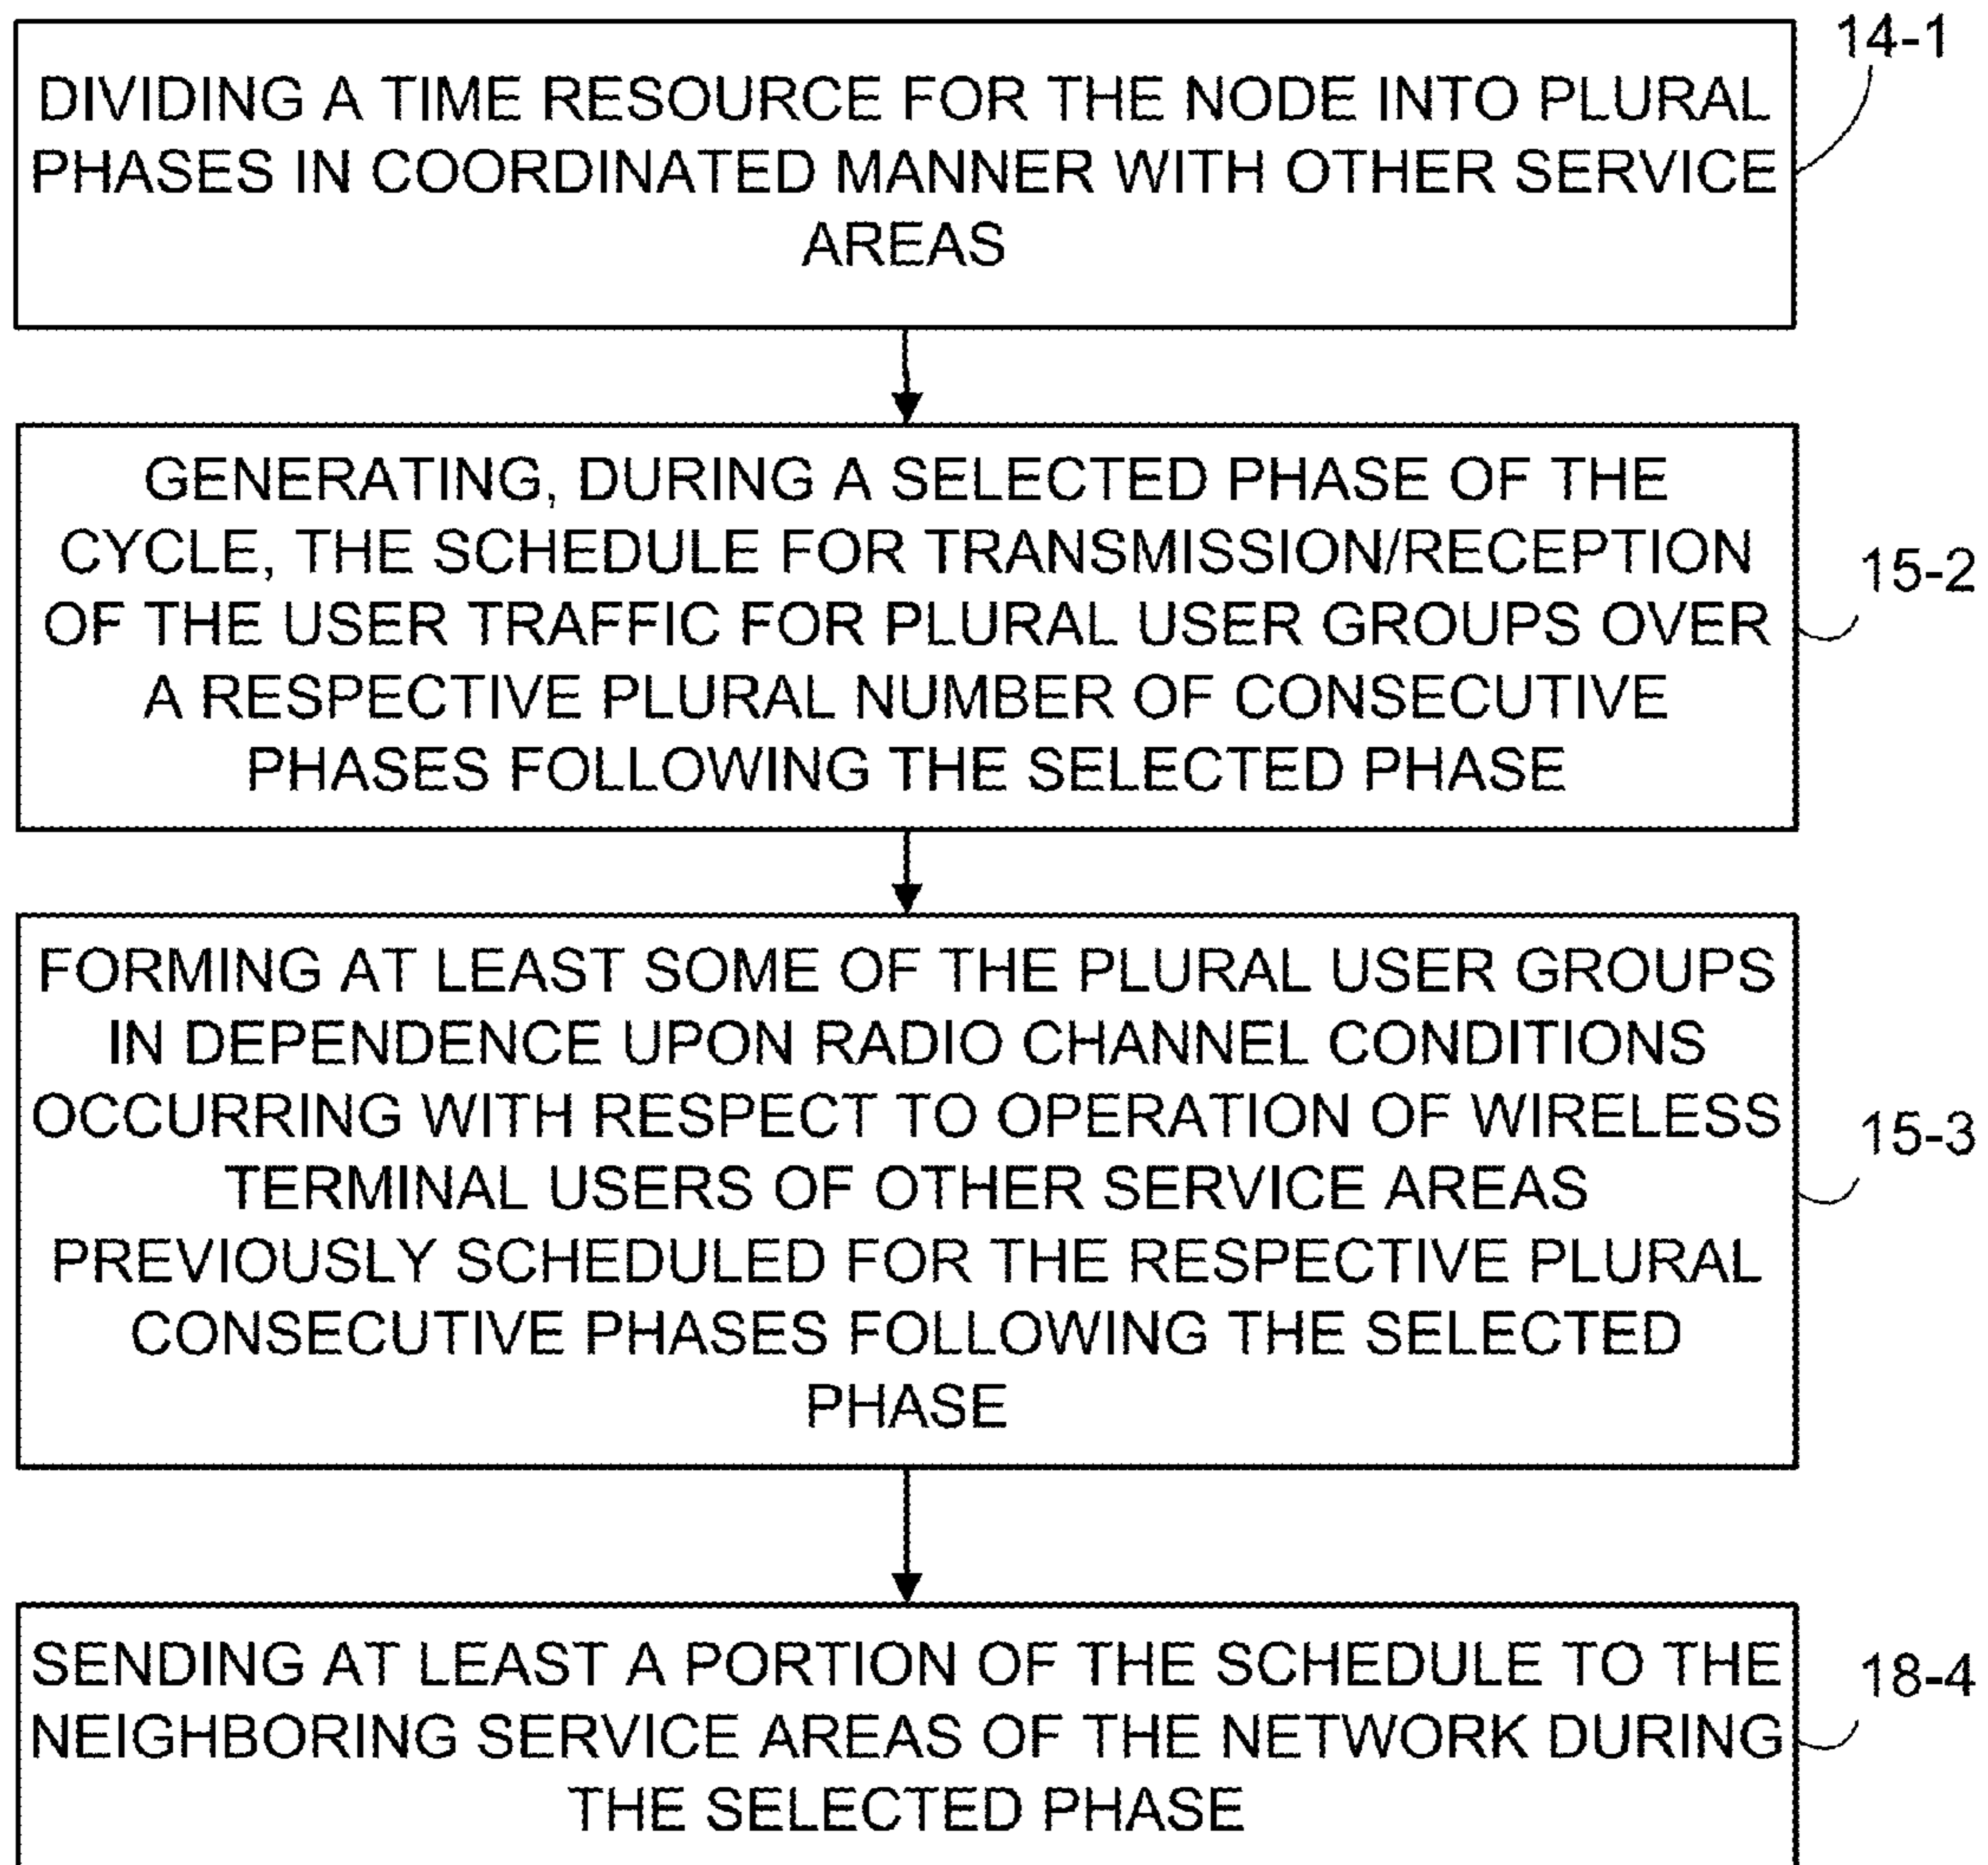 14-1
DIVIDING A TIME RESOURCE FOR THE NODE INTO PLURAL
PHASES IN COORDINATED MANNER WITH OTHER SERVICE
AREAS
GENERATING, DURING A SELECTED PHASE OF THE
CYCLE, THE SCHEDULE FOR TRANSMISSION/RECEPTION
OF THE USER TRAFFIC FOR PLURAL USER GROUPS OVER
A RESPECTIVE PLURAL NUMBER OF CONSECUTIVE
PHASES FOLLOWING THE SELECTED PHASE
15-2
FORMING AT LEAST SOME OF THE PLURAL USER GROUPS
IN DEPENDENCE UPON RADIO CHANNEL CONDITIONS
OCCURRING WITH RESPECT TO OPERATION OF WIRELESS
TERMINAL USERS OF OTHER SERVICE AREAS
PREVIOUSLY SCHEDULED FOR THE RESPECTIVE PLURAL
CONSECUTIVE PHASES FOLLOWING THE SELECTED
PHASE
15-3
SENDING AT LEAST A PORTION OF THE SCHEDULE TO THE
NEIGHBORING SERVICE AREAS OF THE NETWORK DURING
THE SELECTED PHASE
18-4